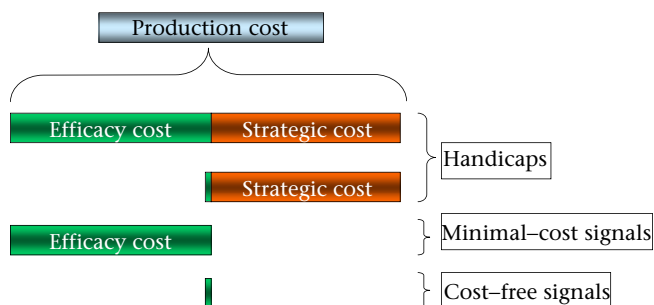 Production cost
Efficacy cost Strategic cost
Handicaps
Strategic cost
Efficacy cost
Minimal–cost signals
Cost–free signals